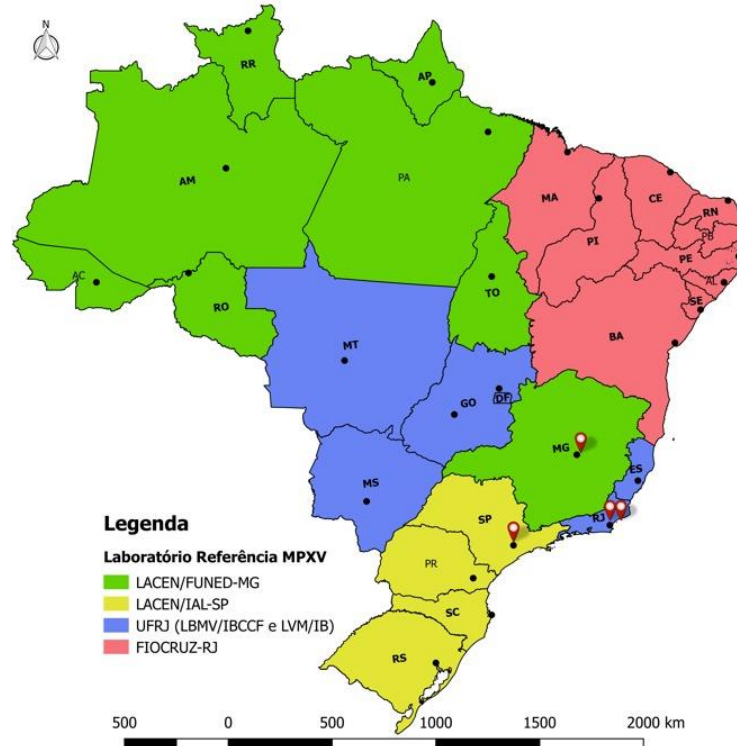 N
RR
AP
AM
PA
MA
CE
RN
PB
PI
PE
AL
SE
AC
RO
TO
BA
MT
GO
DF
MG
ES
MS
SP
RJ
PR
SC
RS
Legenda
Laboratório Referência MPXV
LACEN/FUNED-MG
LACEN/IAL-SP
UFRJ (LBMV/IBCCF e LVM/IB)
FIOCRUZ-RJ
500 0 500 1000 1500 2000 km